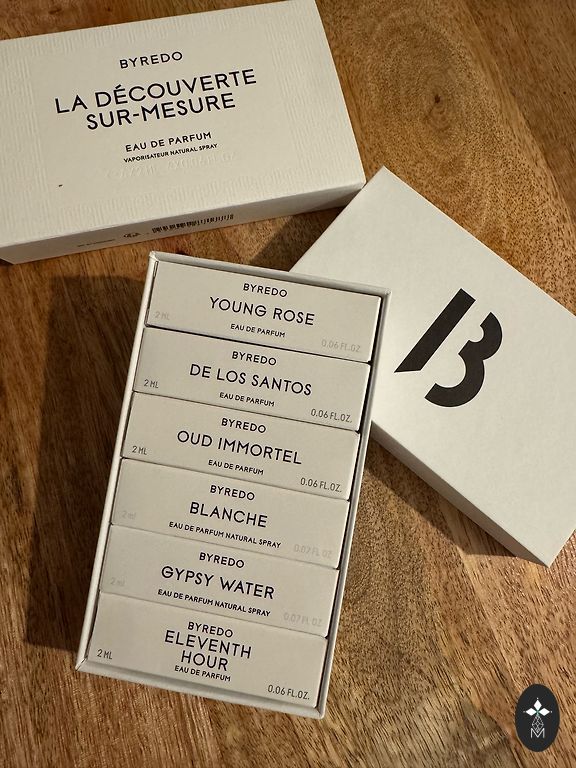 BYREDO
LA DÉCOUVERTE
SUR-MESURE
EAU DE PARFUM
VAPORISATEUR NATURAL SPRAY
B
BYREDO
YOUNG ROSE
EAU DE PARFUM
2 ML
0.06 FL.OZ.
BYREDO
DE LOS SANTOS
EAU DE PARFUM
2 ML
0.06 FL.OZ.
BYREDO
OUD IMMORTEL
EAU DE PARFUM
2 ML
0.06 FL.OZ.
BYREDO
BLANCHE
EAU DE PARFUM NATURAL SPRAY
2 ml
0.07 FL OZ
BYREDO
GYPSY WATER
EAU DE PARFUM NATURAL SPRAY
2 ml
0.07 FL OZ
BYREDO
ELEVENTH
HOUR
EAU DE PARFUM
2 ML
0.06 FL.OZ.
M